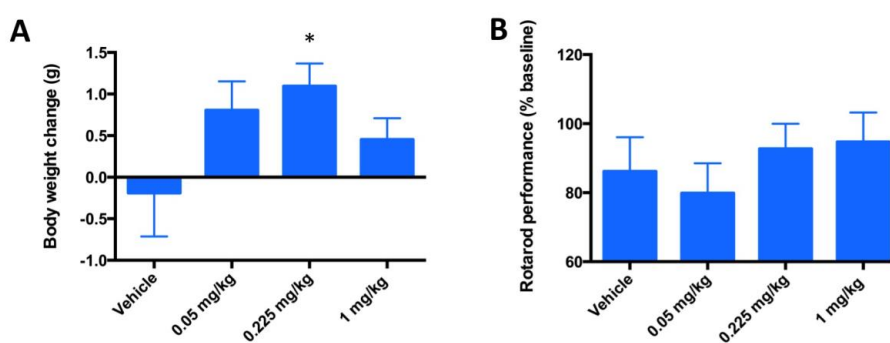 A
*
Body weight change (g)
1.5
1.0
0.5
0.0
-0.5
-1.0
Vehicle
0.05 mg/kg
0.225 mg/kg
1 mg/kg
B
Rotarod performance (% baseline)
120
100
80
60
Vehicle
0.05 mg/kg
0.225 mg/kg
1 mg/kg